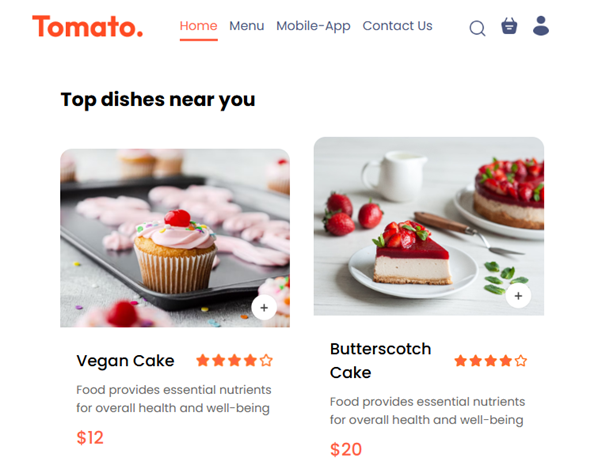 Tomato.
Home Menu Mobile-App Contact Us
Top dishes near you
Vegan Cake
Food provides essential nutrients
for overall health and well-being
$12
Butterscotch
Cake
Food provides essential nutrients
for overall health and well-being
$20